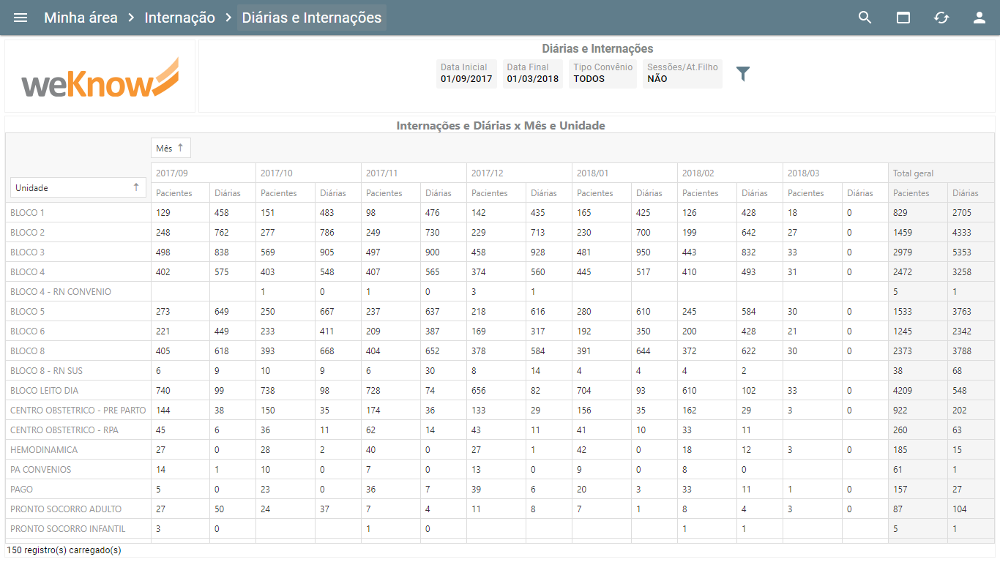 Minha área > Internação > Diárias e Internações
weKnow
Diárias e Internações
Data Inicial Data Final Tipo Convênio Sessões/At.Filho
01/09/2017 01/03/2018 TODOS NÃO
Internações e Diárias x Mês e Unidade
Mês ↑
2017/09 2017/10 2017/11 2017/12 2018/01 2018/02 2018/03 Total geral
Unidade ↑
Pacientes Diárias Pacientes Diárias Pacientes Diárias Pacientes Diárias Pacientes Diárias Pacientes Diárias Pacientes Diárias Pacientes Diárias
BLOCO 1 129 458 151 483 98 476 142 435 165 425 126 428 18 0 829 2705
BLOCO 2 248 762 277 786 249 730 229 713 230 700 199 642 27 0 1459 4333
BLOCO 3 498 838 569 905 497 900 458 928 481 950 443 832 33 0 2979 5353
BLOCO 4 402 575 403 548 407 565 374 560 445 517 410 493 31 0 2472 3258
BLOCO 4 - RN CONVENIO 1 0 1 0 3 1 5 1
BLOCO 5 273 649 250 667 237 637 218 616 280 610 245 584 30 0 1533 3763
BLOCO 6 221 449 233 411 209 387 169 317 192 350 200 428 21 0 1245 2342
BLOCO 8 405 618 393 668 404 652 378 584 391 644 372 622 30 0 2373 3788
BLOCO 8 - RN SUS 6 9 10 9 6 30 8 14 4 4 4 2 38 68
BLOCO LEITO DIA 740 99 738 98 728 74 656 82 704 93 610 102 33 0 4209 548
CENTRO OBSTETRICO - PRE PARTO 144 38 150 35 174 36 133 29 156 35 162 29 3 0 922 202
CENTRO OBSTETRICO - RPA 45 6 36 11 62 14 43 11 41 10 33 11 260 63
HEMODINAMICA 27 0 28 2 40 0 27 1 42 0 18 12 3 0 185 15
PA CONVENIOS 14 1 10 0 7 0 13 0 9 0 8 0 61 1
PAGO 5 0 23 0 36 7 39 6 20 3 33 11 1 0 157 27
PRONTO SOCORRO ADULTO 27 50 24 37 7 4 11 8 7 1 8 4 3 0 87 104
PRONTO SOCORRO INFANTIL 3 0 1 0 1 1 5 1
150 registro(s) carregado(s)